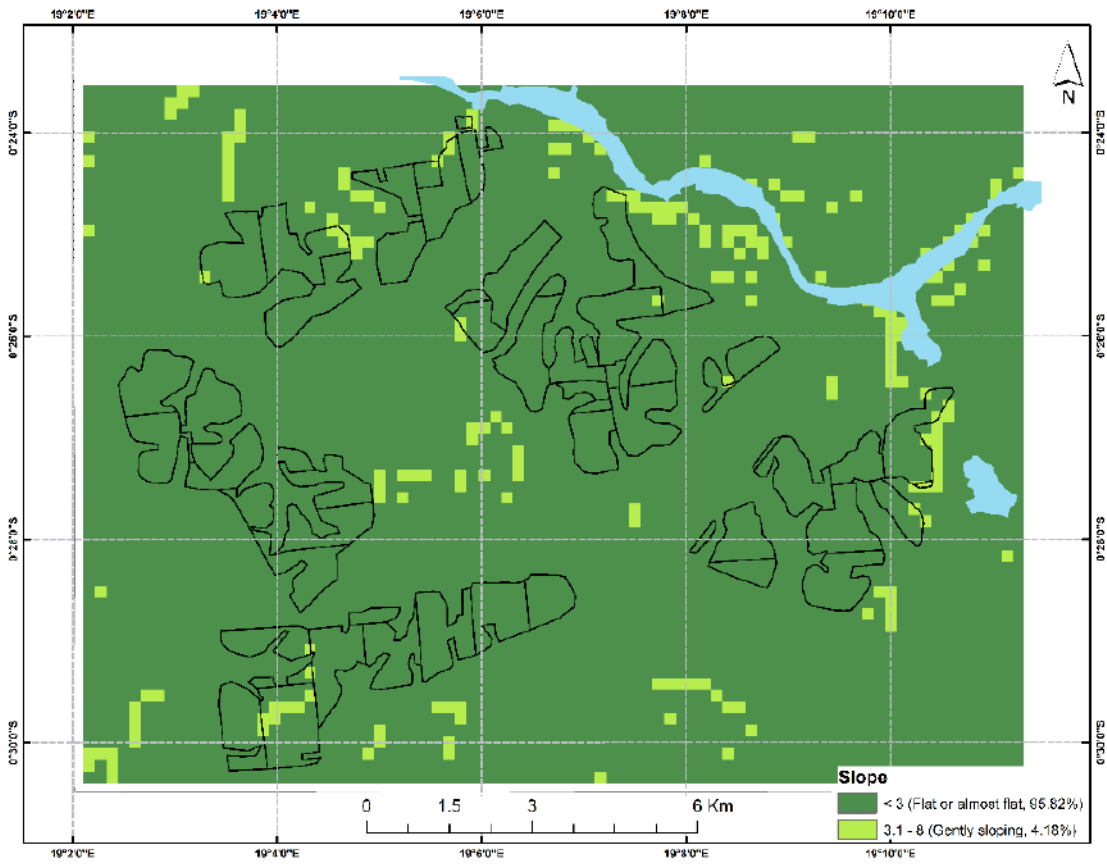 19°2'0"E 19°4'0"E 19°6'0"E 19°8'0"E 19°10'0"E
N
0°24'0"S 0°24'0"S
0°26'0"S 0°26'0"S
0°28'0"S 0°28'0"S
0°30'0"S 0°30'0"S
Slope
< 3 (Flat or almost flat, 95.82%)
3.1 - 8 (Gently sloping, 4.18%)
0 1.5 3 6 Km
19°2'0"E 19°4'0"E 19°6'0"E 19°8'0"E 19°10'0"E